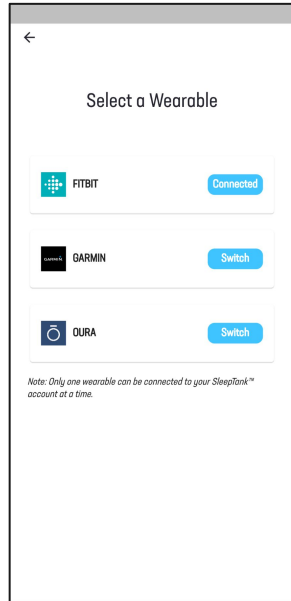 Select a Wearable
FITBIT
Connected
GARMIN
GARMIN
Switch
OURA
Switch
Note: Only one wearable can be connected to your SleepTank™
account at a time.